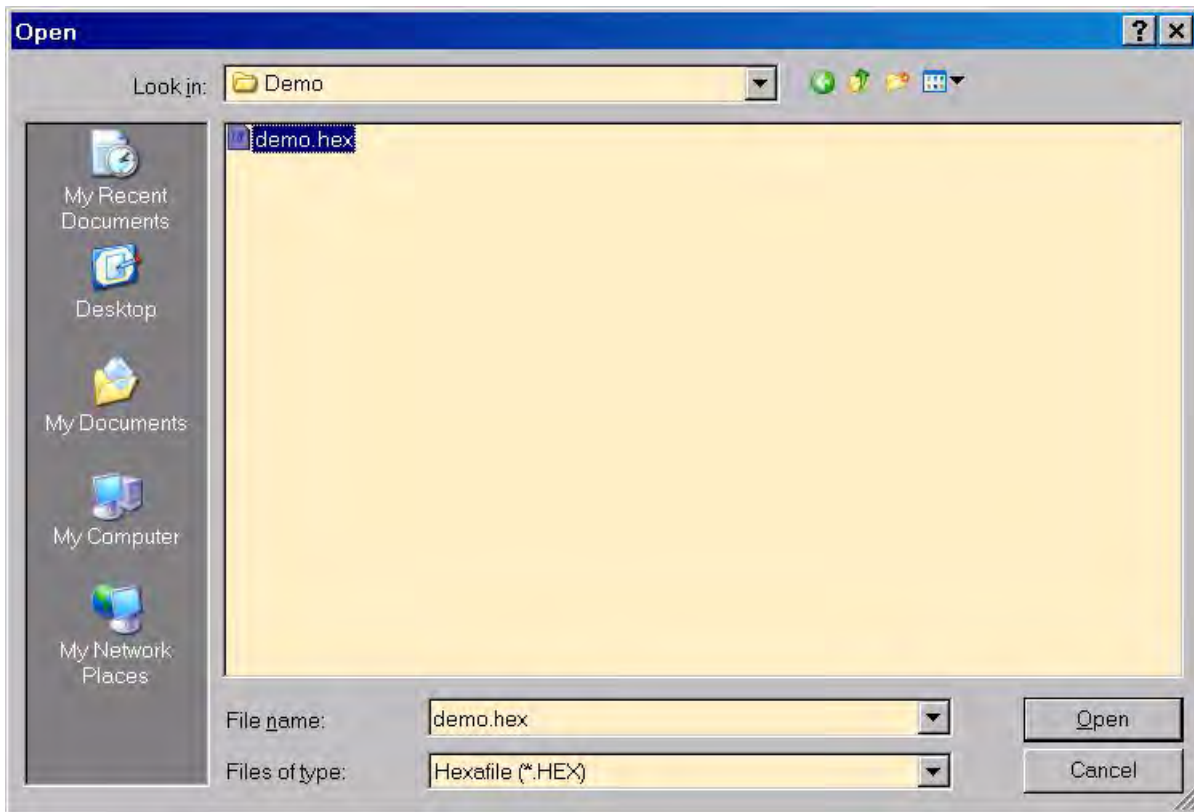 Open
Look in: Demo
demo.hex
My Recent
Documents
Desktop
My Documents
My Computer
My Network
Places
File name: demo.hex Open
Files of type: Hexafile (*.HEX) Cancel